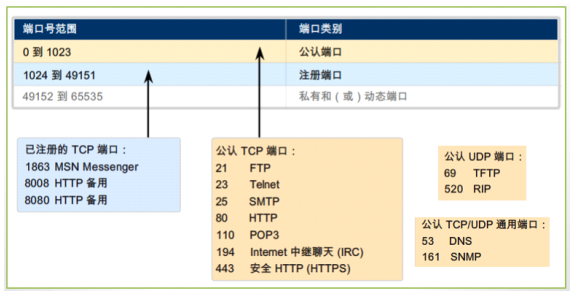 端口号范围 端口类别
0 到 1023 公认端口
1024 到 49151 注册端口
49152 到 65535 私有和（或）动态端口
已注册的 TCP 端口：
1863 MSN Messenger
8008 HTTP 备用
8080 HTTP 备用
公认 TCP 端口：
21 FTP
23 Telnet
25 SMTP
80 HTTP
110 POP3
194 Internet 中继聊天 (IRC)
443 安全 HTTP (HTTPS)
公认 UDP 端口：
69 TFTP
520 RIP
公认 TCP/UDP 通用端口：
53 DNS
161 SNMP